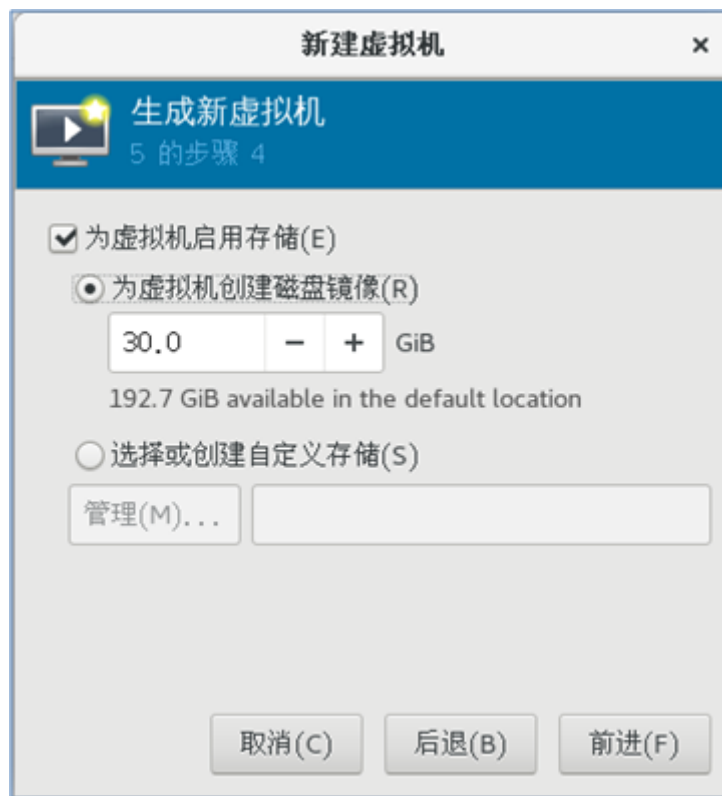 新建虚拟机 ×
生成新虚拟机
5 的步骤 4
为虚拟机启用存储(E)
为虚拟机创建磁盘镜像(R)
30.0 − + GiB
192.7 GiB available in the default location
选择或创建自定义存储(S)
管理(M)...
取消(C) 后退(B) 前进(F)